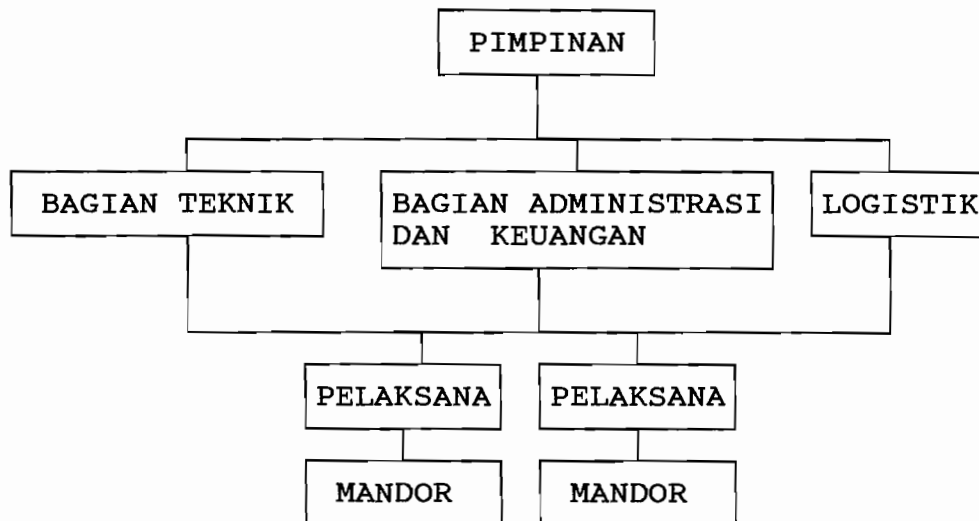 PIMPINAN
BAGIAN TEKNIK
BAGIAN ADMINISTRASI
DAN KEUANGAN
LOGISTIK
PELAKSANA
PELAKSANA
MANDOR
MANDOR